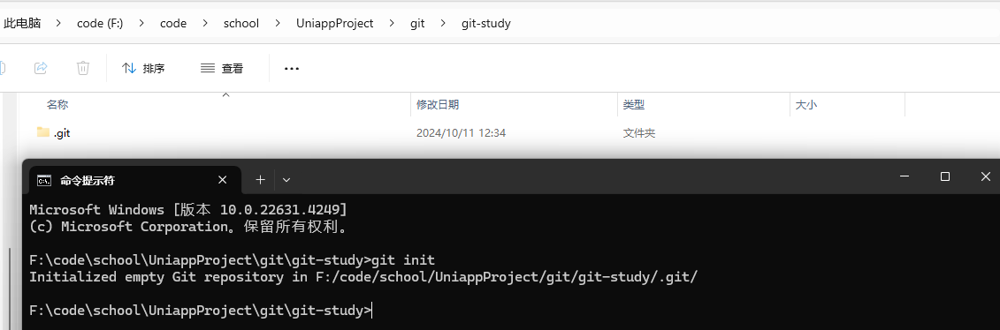 此电脑 > code (F:) > code > school > UniappProject > git > git-study
排序 查看 ...
名称 修改日期 类型 大小
.git 2024/10/11 12:34 文件夹
命令提示符
Microsoft Windows [版本 10.0.22631.4249]
(c) Microsoft Corporation。保留所有权利。
F:\code\school\UniappProject\git\git-study>git init
Initialized empty Git repository in F:/code/school/UniappProject/git/git-study/.git/
F:\code\school\UniappProject\git\git-study>